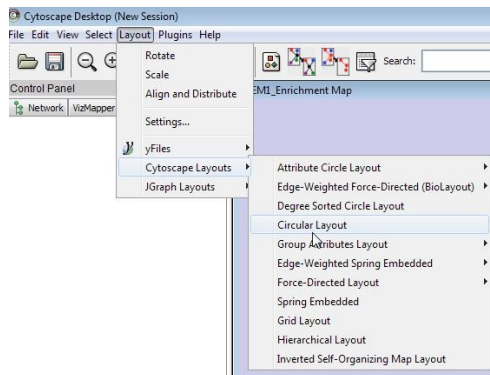 Cytoscape Desktop (New Session)
File Edit View Select Layout Plugins Help
Search:
Control Panel
Network VizMapper
EM1_Enrichment Map
Rotate
Scale
Align and Distribute
Settings...
yFiles
Cytoscape Layouts
JGraph Layouts
Attribute Circle Layout
Edge-Weighted Force-Directed (BioLayout)
Degree Sorted Circle Layout
Circular Layout
Group Attributes Layout
Edge-Weighted Spring Embedded
Force-Directed Layout
Spring Embedded
Grid Layout
Hierarchical Layout
Inverted Self-Organizing Map Layout